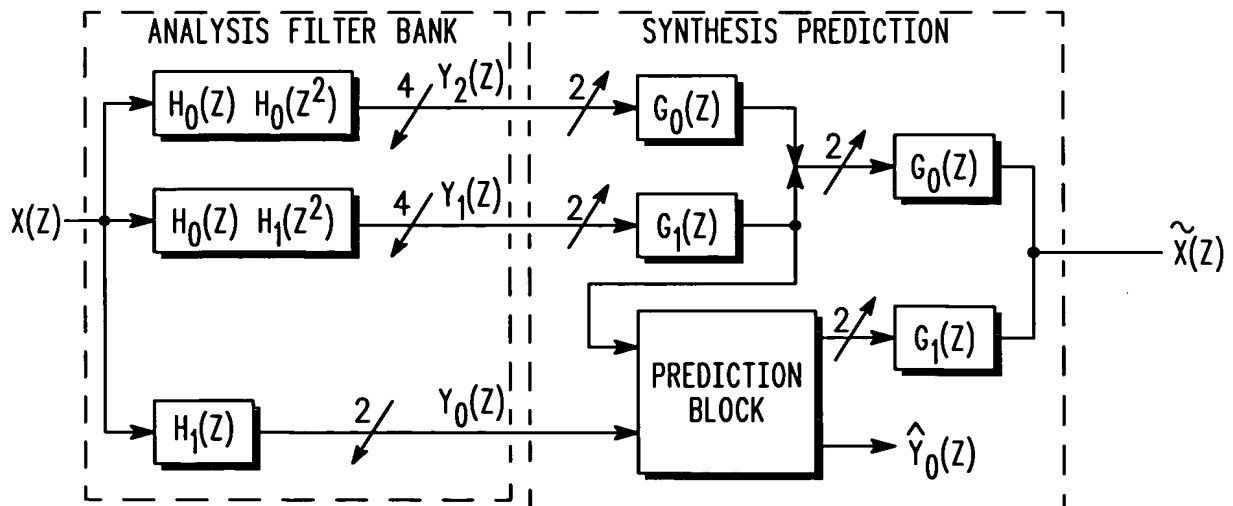 ANALYSIS FILTER BANK
SYNTHESIS PREDICTION
H₀(Z) H₀(Z²)
4
Y₂(Z)
2
G₀(Z)
2
G₀(Z)
X(Z)
H₀(Z) H₁(Z²)
4
Y₁(Z)
2
G₁(Z)
X̃(Z)
2
G₁(Z)
PREDICTION
BLOCK
H₁(Z)
2
Y₀(Z)
Ŷ₀(Z)